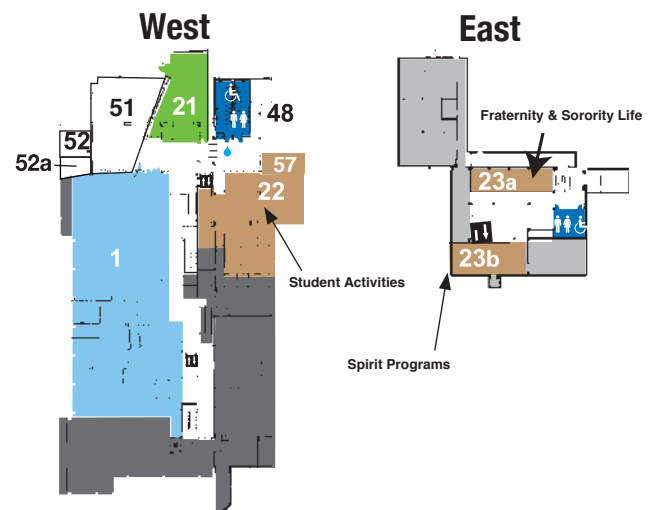 West
East
51
21
48
52
52a
57
22
1
Student Activities
Fraternity & Sorority Life
23a
23b
Spirit Programs